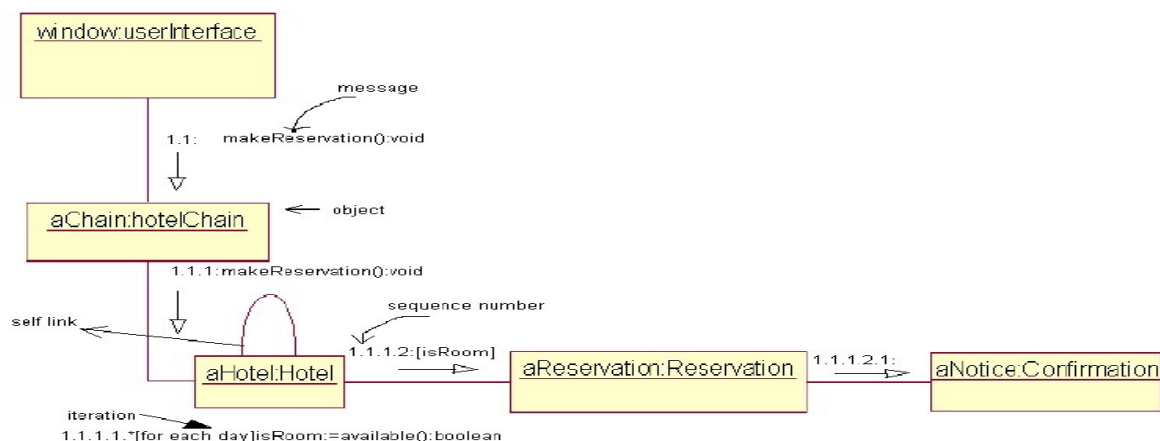 window:userInterface
message
1.1: makeReservation():void
aChain:hotelChain
object
1.1.1:makeReservation():void
sequence number
self link
1.1.1.2:[isRoom]
aHotel:Hotel
aReservation:Reservation
1.1.1.2.1:
aNotice:Confirmation
iteration
1.1.1.1.*[for each day]isRoom:=available():boolean